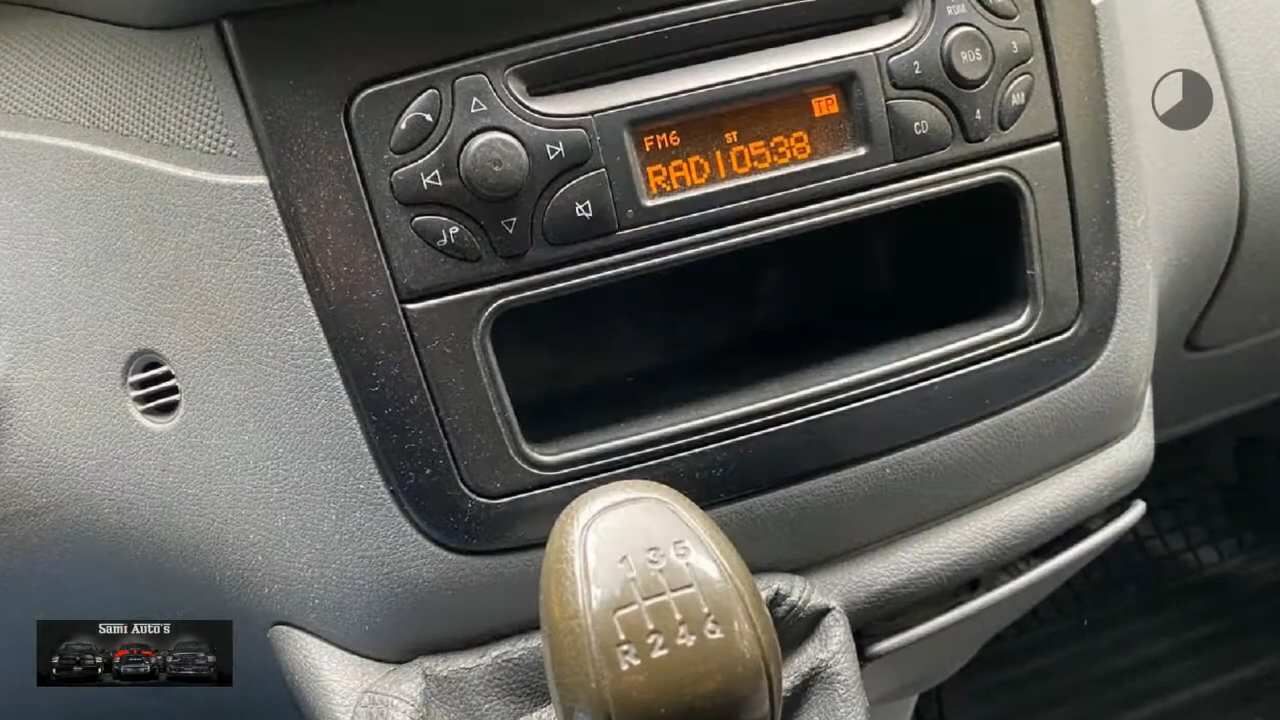 RDM
RDS
2
3
4
AM
CD
TP
FM6
ST
RADIO538
1 3 5
R 2 4 6
Sami Auto's